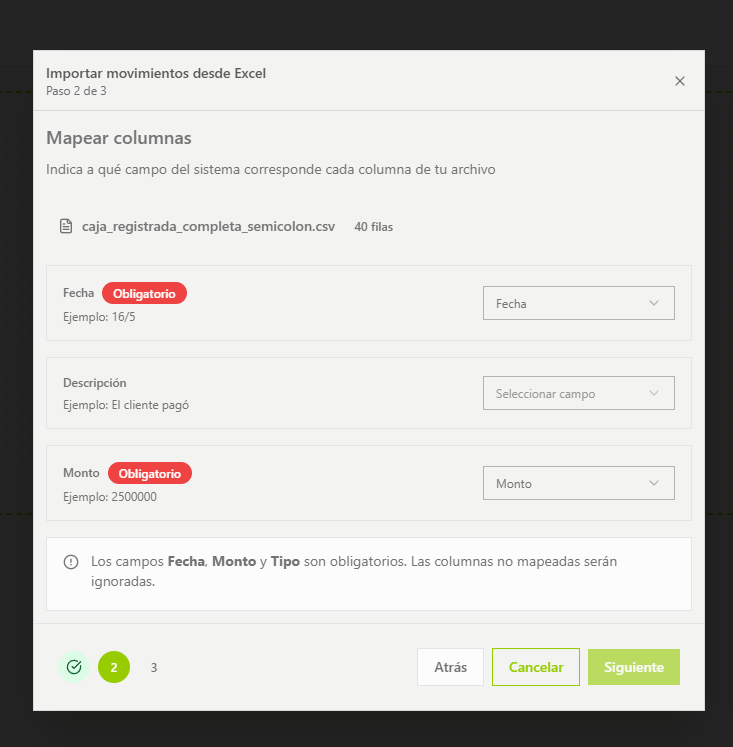 Importar movimientos desde Excel
Paso 2 de 3
Mapear columnas
Indica a qué campo del sistema corresponde cada columna de tu archivo
caja_registrada_completa_semicolon.csv 40 filas
Fecha Obligatorio
Ejemplo: 16/5
Fecha
Descripción
Ejemplo: El cliente pagó
Seleccionar campo
Monto Obligatorio
Ejemplo: 2500000
Monto
Los campos Fecha, Monto y Tipo son obligatorios. Las columnas no mapeadas serán
ignoradas.
2 3 Atrás Cancelar Siguiente